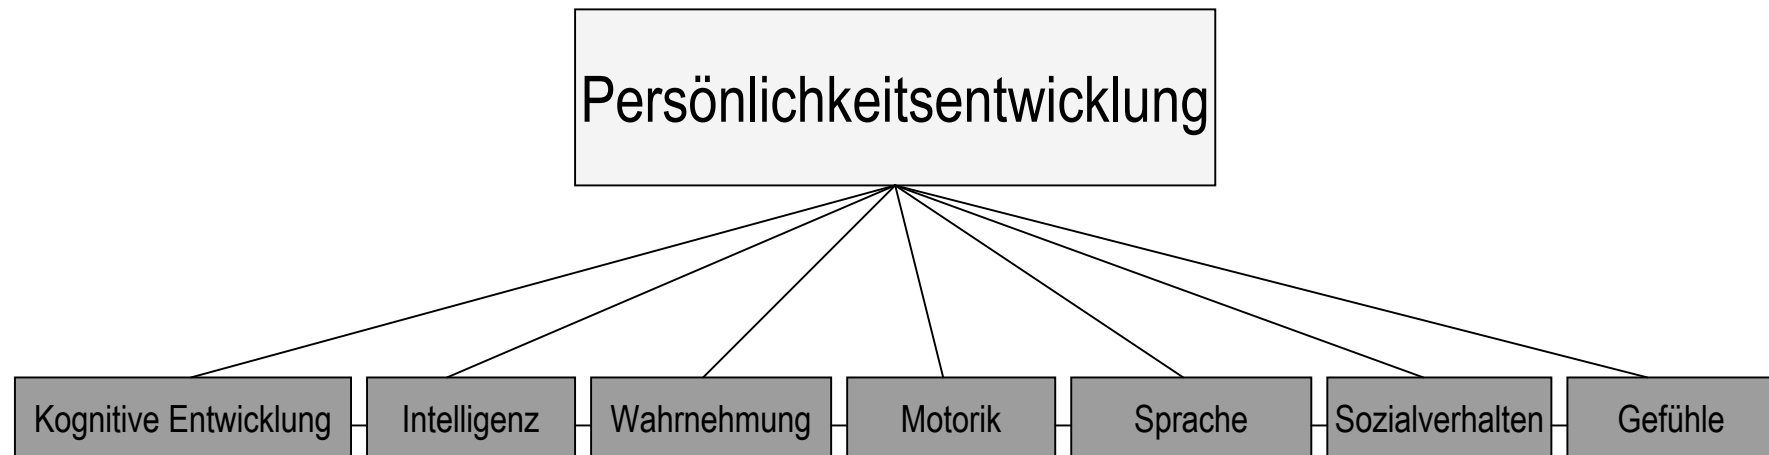 Persönlichkeitsentwicklung
Kognitive Entwicklung
Intelligenz
Wahrnehmung
Motorik
Sprache
Sozialverhalten
Gefühle